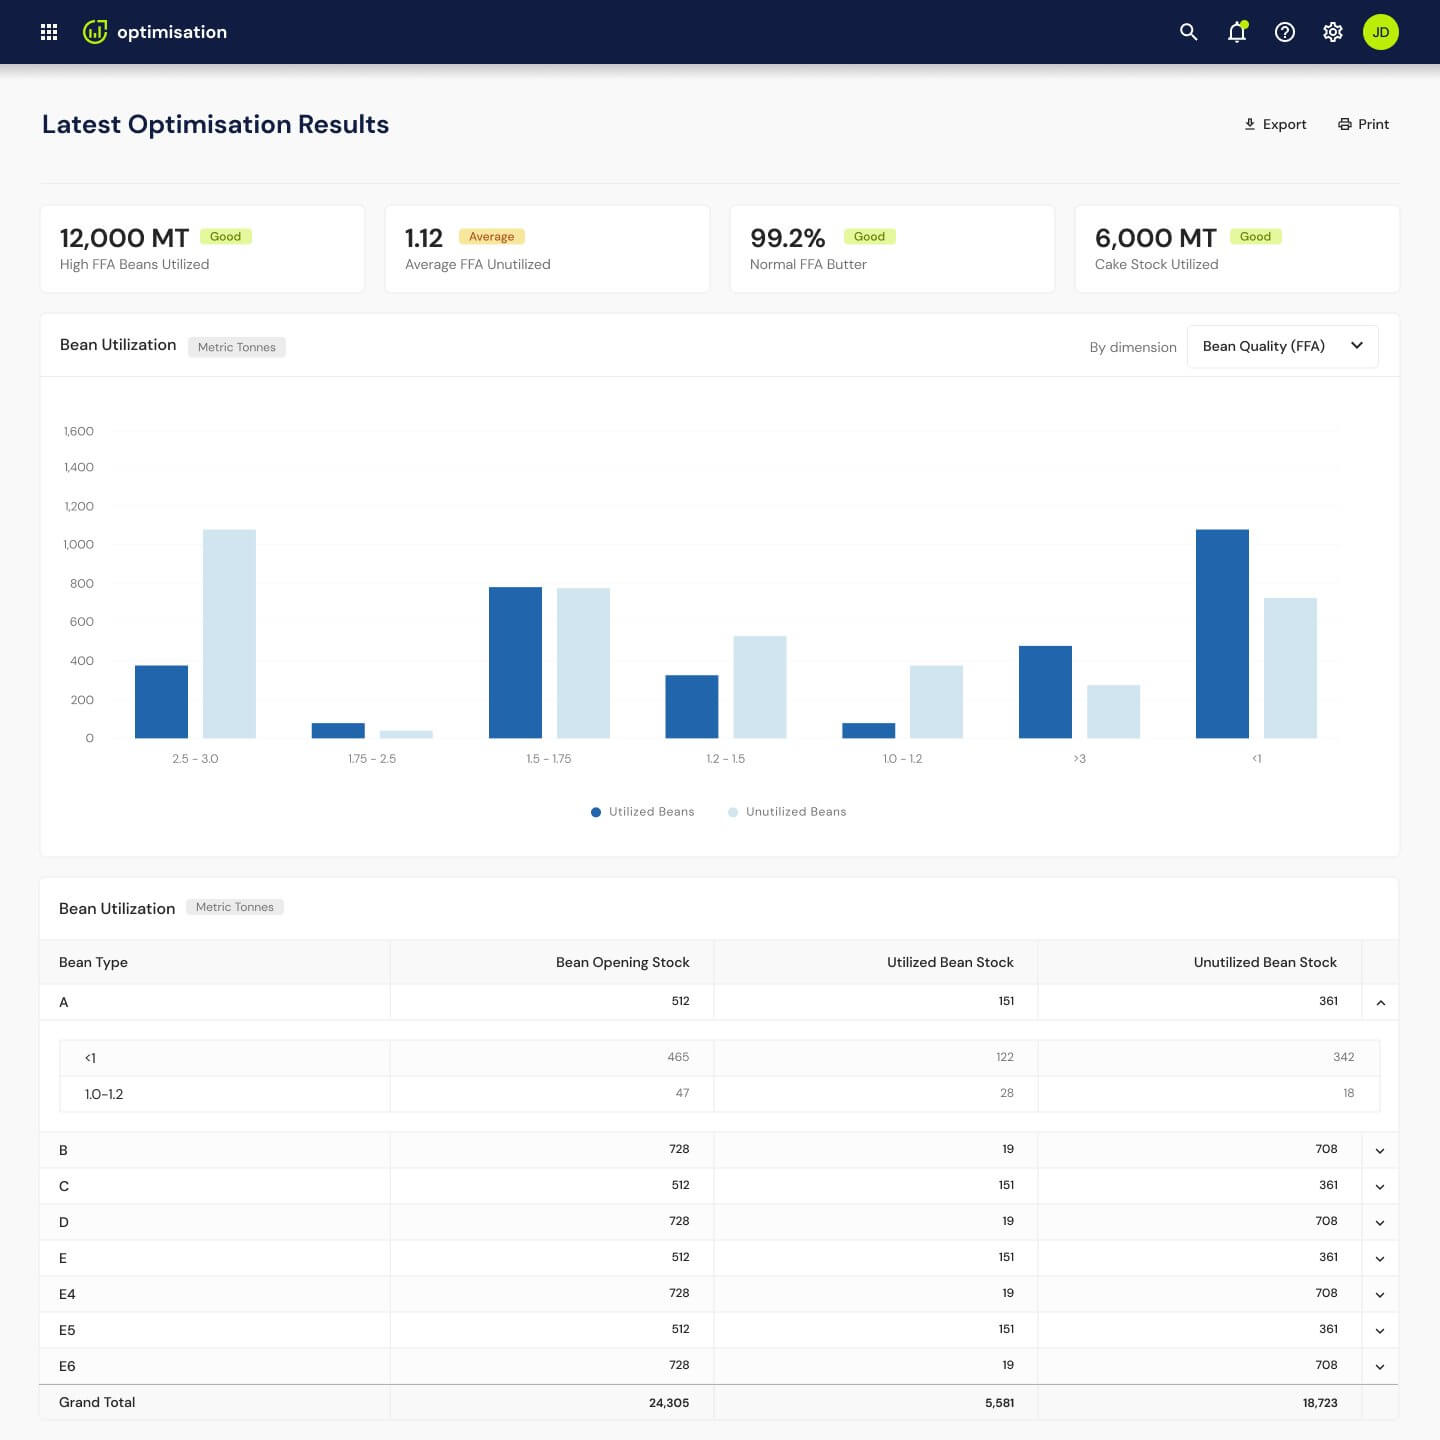 optimisation
JD
Latest Optimisation Results
Export
Print
12,000 MT Good
High FFA Beans Utilized
1.12 Average
Average FFA Unutilized
99.2% Good
Normal FFA Butter
6,000 MT Good
Cake Stock Utilized
Bean Utilization Metric Tonnes
By dimension Bean Quality (FFA)
1,600
1,400
1,200
1,000
800
600
400
200
0
2.5 - 3.0 1.75 - 2.5 1.5 - 1.75 1.2 - 1.5 1.0 - 1.2 >3 <1
Utilized Beans Unutilized Beans
Bean Utilization Metric Tonnes
Bean Type Bean Opening Stock Utilized Bean Stock Unutilized Bean Stock
A 512 151 361
<1 465 122 342
1.0-1.2 47 28 18
B 728 19 708
C 512 151 361
D 728 19 708
E 512 151 361
E4 728 19 708
E5 512 151 361
E6 728 19 708
Grand Total 24,305 5,581 18,723